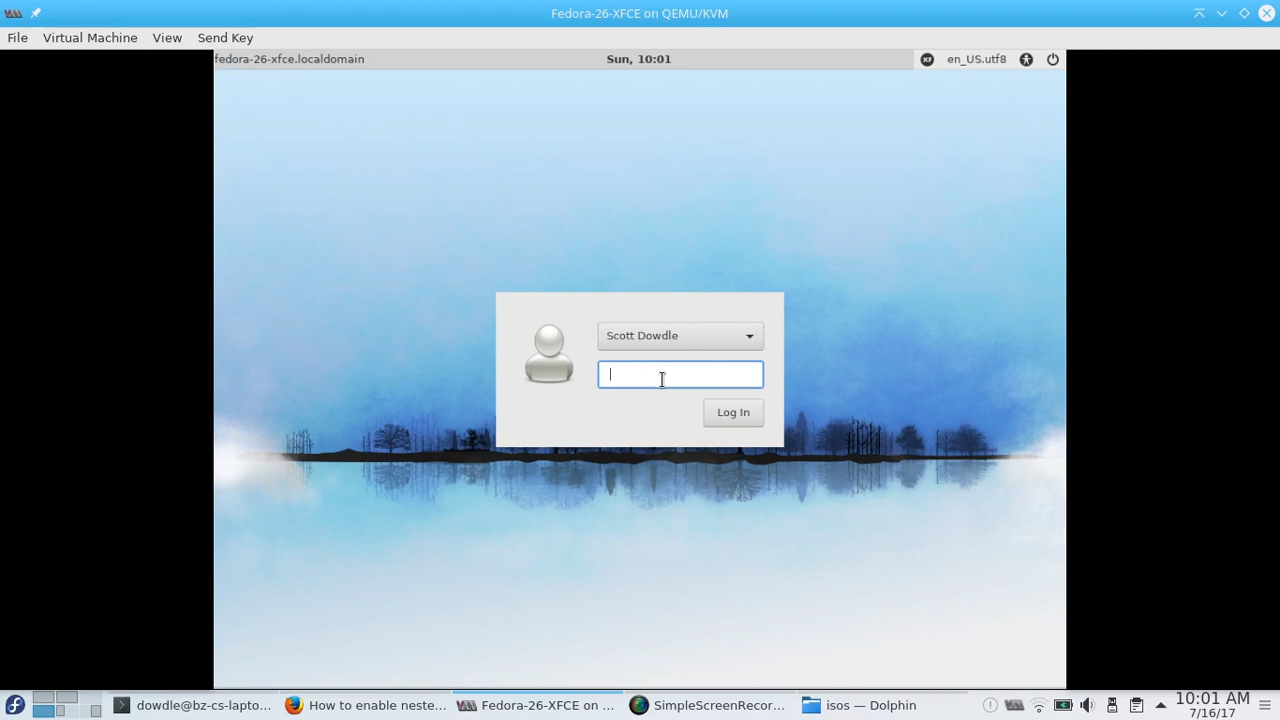 Fedora-26-XFCE on QEMU/KVM
File Virtual Machine View Send Key
fedora-26-xfce.localdomain Sun, 10:01 en_US.utf8
Scott Dowdle
Log In
dowdle@bz-cs-lapto... How to enable neste... Fedora-26-XFCE on ... SimpleScreenRecor... isos — Dolphin 10:01 AM
7/16/17